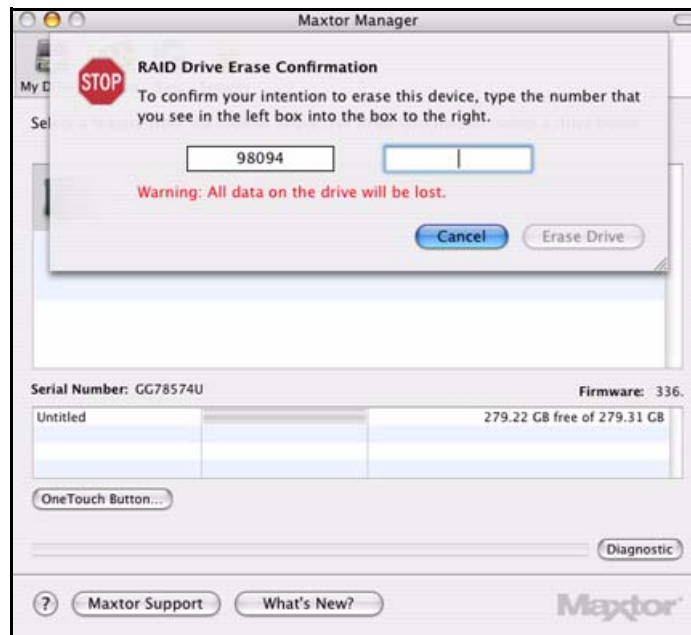 Maxtor Manager
My D
STOP
RAID Drive Erase Confirmation
To confirm your intention to erase this device, type the number that
you see in the left box into the box to the right.
Sel
98094
Warning: All data on the drive will be lost.
Cancel
Erase Drive
Serial Number: GG78574U
Firmware: 336.
Untitled
279.22 GB free of 279.31 GB
OneTouch Button...
Diagnostic
?
Maxtor Support
What's New?
Maxtor